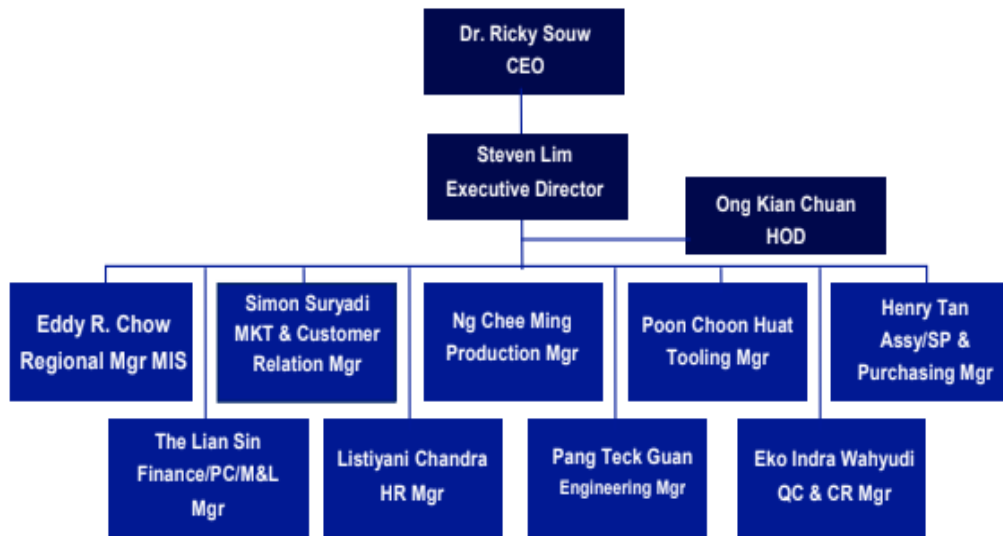 Dr. Ricky Souw
CEO
Steven Lim
Executive Director
Ong Kian Chuan
HOD
Eddy R. Chow
Regional Mgr MIS
Simon Suryadi
MKT & Customer
Relation Mgr
Ng Chee Ming
Production Mgr
Poon Choon Huat
Tooling Mgr
Henry Tan
Assy/SP &
Purchasing Mgr
The Lian Sin
Finance/PC/M&L
Mgr
Listiyani Chandra
HR Mgr
Pang Teck Guan
Engineering Mgr
Eko Indra Wahyudi
QC & CR Mgr